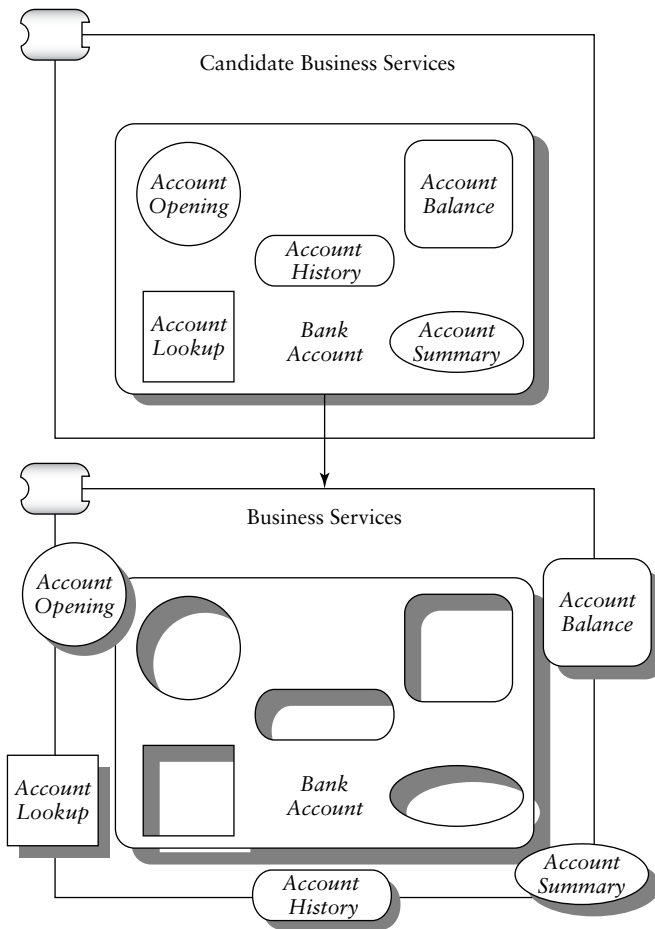 Candidate Business Services
Account
Opening
Account
Balance
Account
History
Account
Lookup
Bank
Account
Account
Summary
Business Services
Account
Opening
Account
Balance
Account
Lookup
Bank
Account
Account
History
Account
Summary